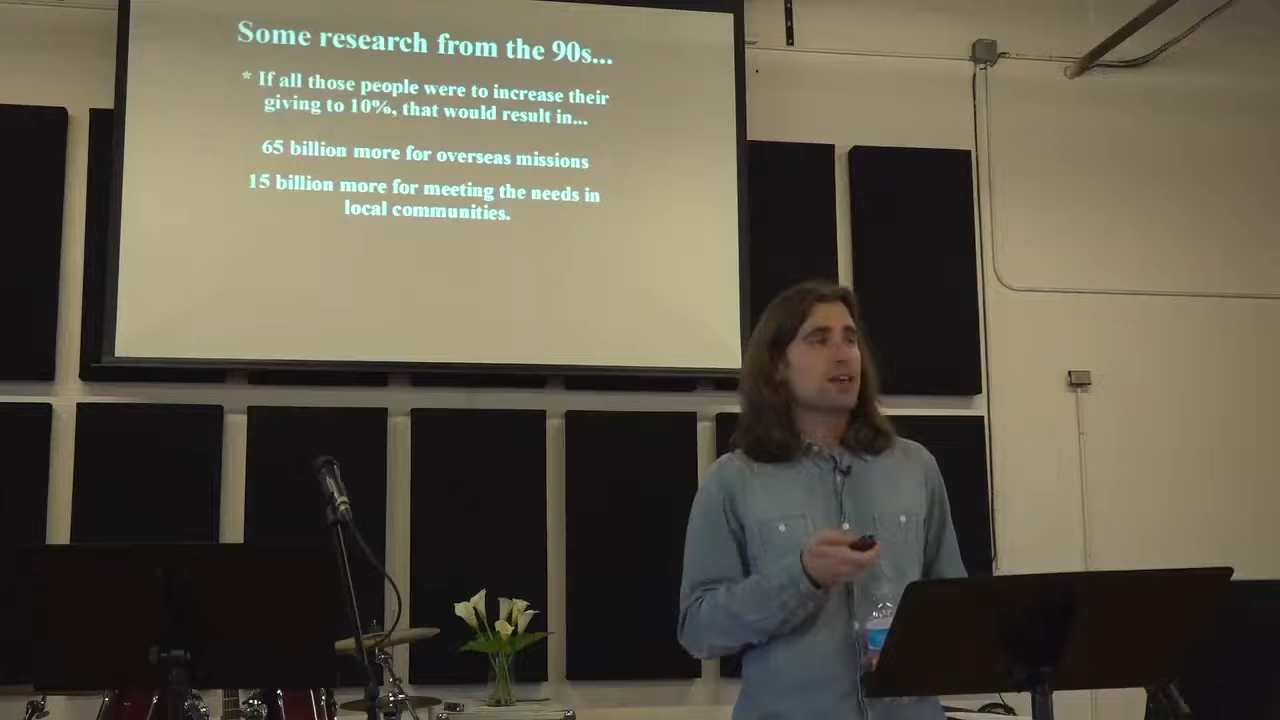 Some research from the 90s...
* If all those people were to increase their
giving to 10%, that would result in...
65 billion more for overseas missions
15 billion more for meeting the needs in
local communities.